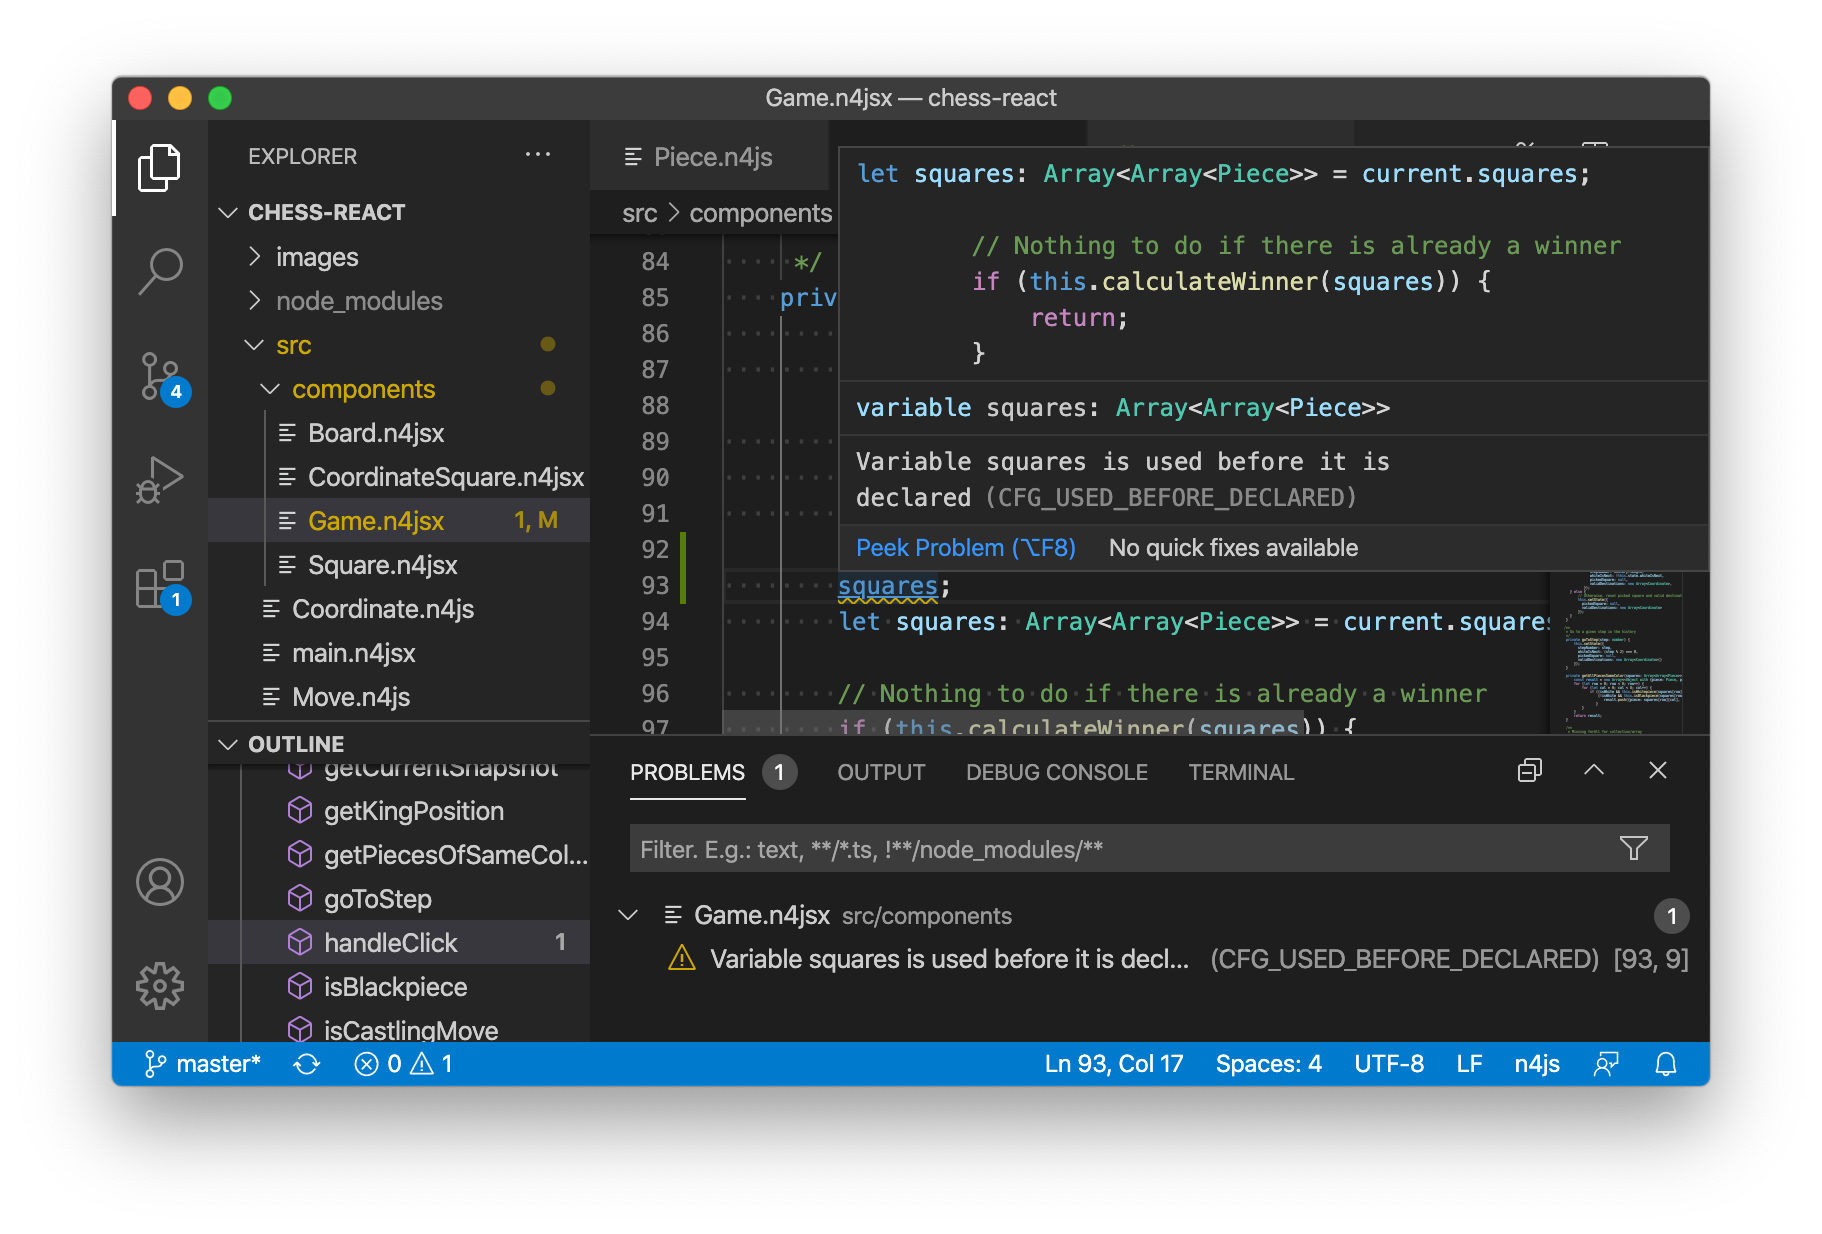 Game.n4jsx — chess-react
EXPLORER
CHESS-REACT
images
node_modules
src
components
Board.n4jsx
CoordinateSquare.n4jsx
Game.n4jsx 1, M
Square.n4jsx
Coordinate.n4js
main.n4jsx
Move.n4js
OUTLINE
getCurrentSnapshot
getKingPosition
getPiecesOfSameCol...
goToStep
handleClick 1
isBlackpiece
isCastlingMove
4
1
Piece.n4js
src > components
let squares: Array<Array<Piece>> = current.squares;
// Nothing to do if there is already a winner
if (this.calculateWinner(squares)) {
return;
}
variable squares: Array<Array<Piece>>
Variable squares is used before it is
declared (CFG_USED_BEFORE_DECLARED)
Peek Problem (⌥F8) No quick fixes available
84 */
85 priv
86
87
88
89
90
91
92
93 squares;
94 let squares: Array<Array<Piece>> = current.squares
95
96 // Nothing to do if there is already a winner
97 if (this.calculateWinner(squares)) {
PROBLEMS 1 OUTPUT DEBUG CONSOLE TERMINAL
Filter. E.g.: text, **/*.ts, !**/node_modules/**
Game.n4jsx src/components 1
Variable squares is used before it is decl... (CFG_USED_BEFORE_DECLARED) [93, 9]
master* 0 1 Ln 93, Col 17 Spaces: 4 UTF-8 LF n4js